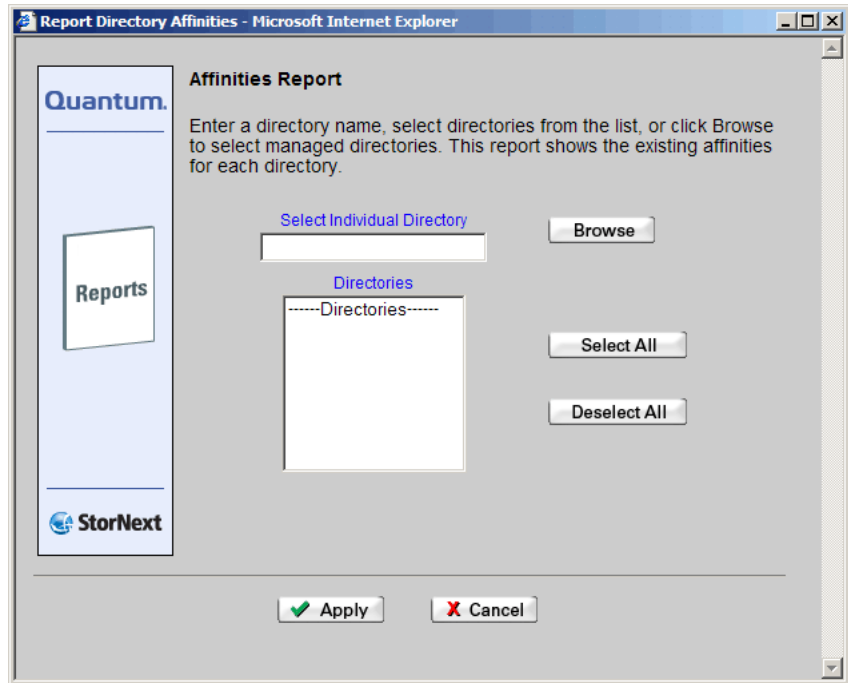 Report Directory Affinities - Microsoft Internet Explorer
Quantum.
Affinities Report
Enter a directory name, select directories from the list, or click Browse
to select managed directories. This report shows the existing affinities
for each directory.
Select Individual Directory
Browse
Reports
Directories
------Directories------
Select All
Deselect All
StorNext
Apply
X Cancel